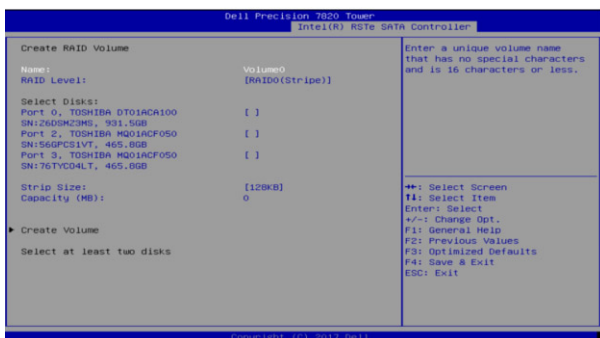 Dell Precision 7820 Tower
Intel(R) RSTe SATA Controller
Create RAID Volume
Name: Volume0
RAID Level: [RAID0(Stripe)]
Select Disks:
Port 0, TOSHIBA DT01ACA100 [ ]
SN:Z6DSMZ3MS, 931.5GB
Port 2, TOSHIBA MQ01ACF050 [ ]
SN:56GPCS1VT, 465.8GB
Port 3, TOSHIBA MQ01ACF050 [ ]
SN:76TYC04LT, 465.8GB
Strip Size: [128KB]
Capacity (MB): 0
► Create Volume
Select at least two disks
Enter a unique volume name
that has no special characters
and is 16 characters or less.
↔: Select Screen
↑↓: Select Item
Enter: Select
+/-: Change Opt.
F1: General Help
F2: Previous Values
F3: Optimized Defaults
F4: Save & Exit
ESC: Exit
Copyright (C) 2017 Dell